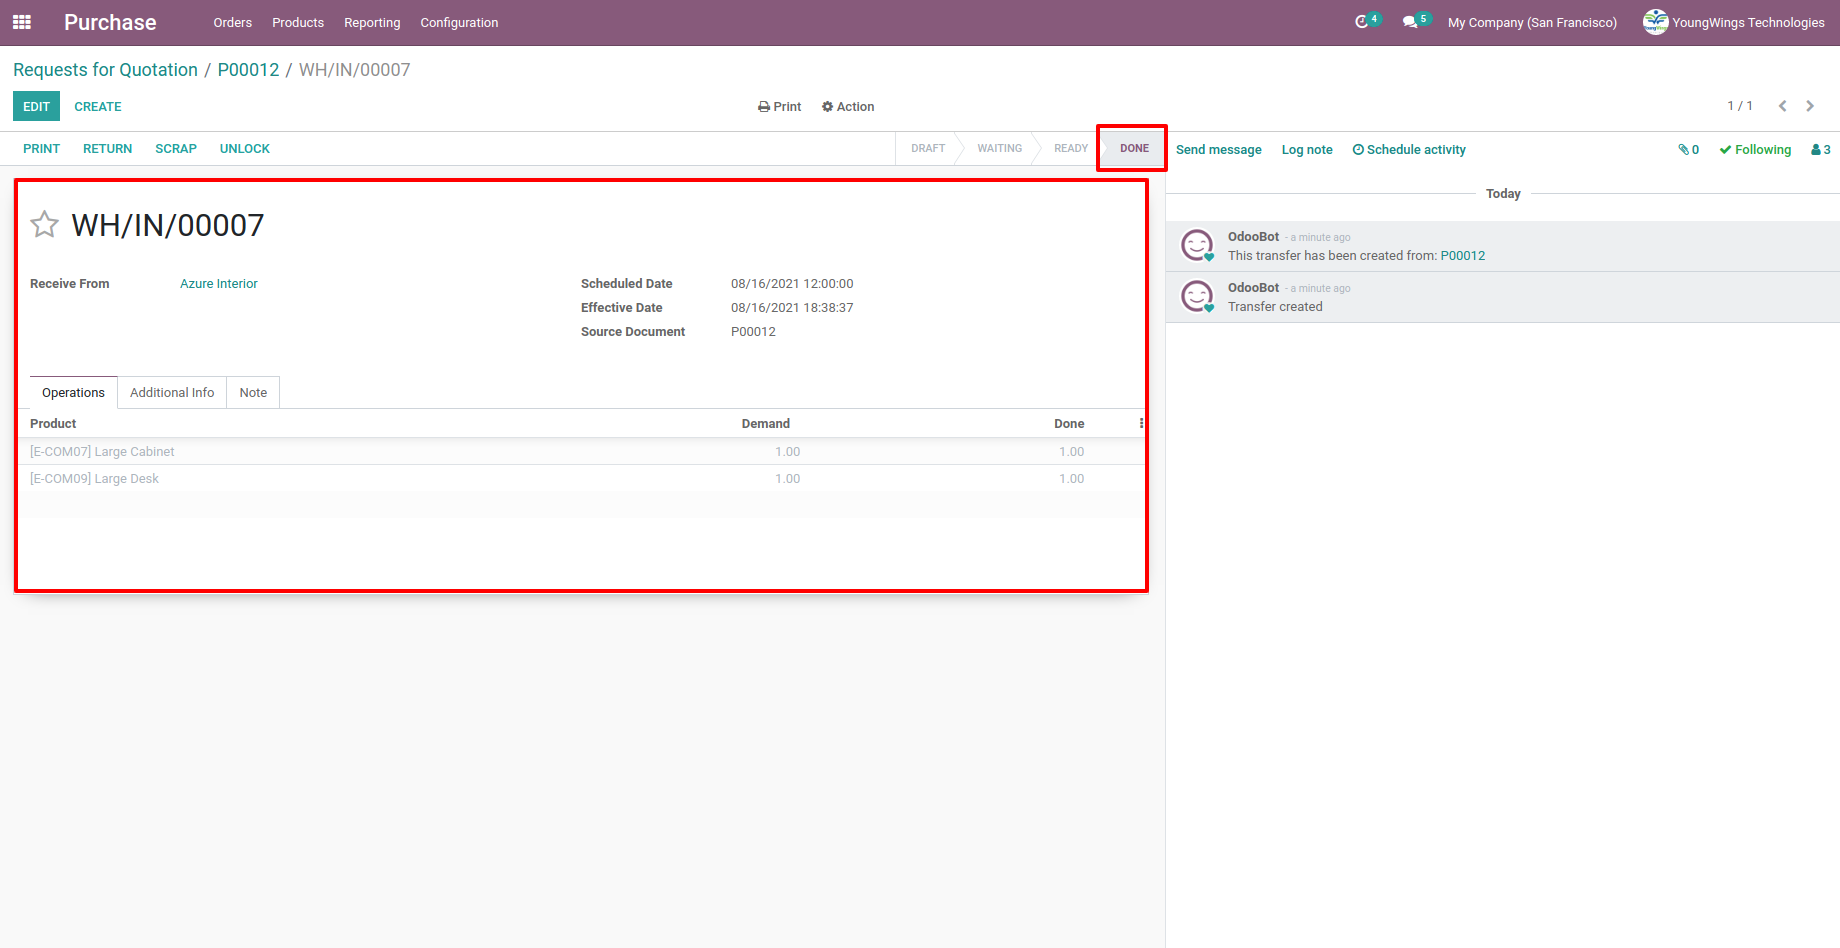 Purchase Orders Products Reporting Configuration 4 5 My Company (San Francisco) YoungWings Technologies
Requests for Quotation / P00012 / WH/IN/00007
EDIT CREATE Print Action 1 / 1
PRINT RETURN SCRAP UNLOCK DRAFT WAITING READY DONE Send message Log note Schedule activity 0 Following 3
Today
WH/IN/00007
OdooBot - a minute ago
This transfer has been created from: P00012
Receive From Azure Interior Scheduled Date 08/16/2021 12:00:00
OdooBot - a minute ago
Effective Date 08/16/2021 18:38:37
Transfer created
Source Document P00012
Operations Additional Info Note
Product Demand Done
[E-COM07] Large Cabinet 1.00 1.00
[E-COM09] Large Desk 1.00 1.00